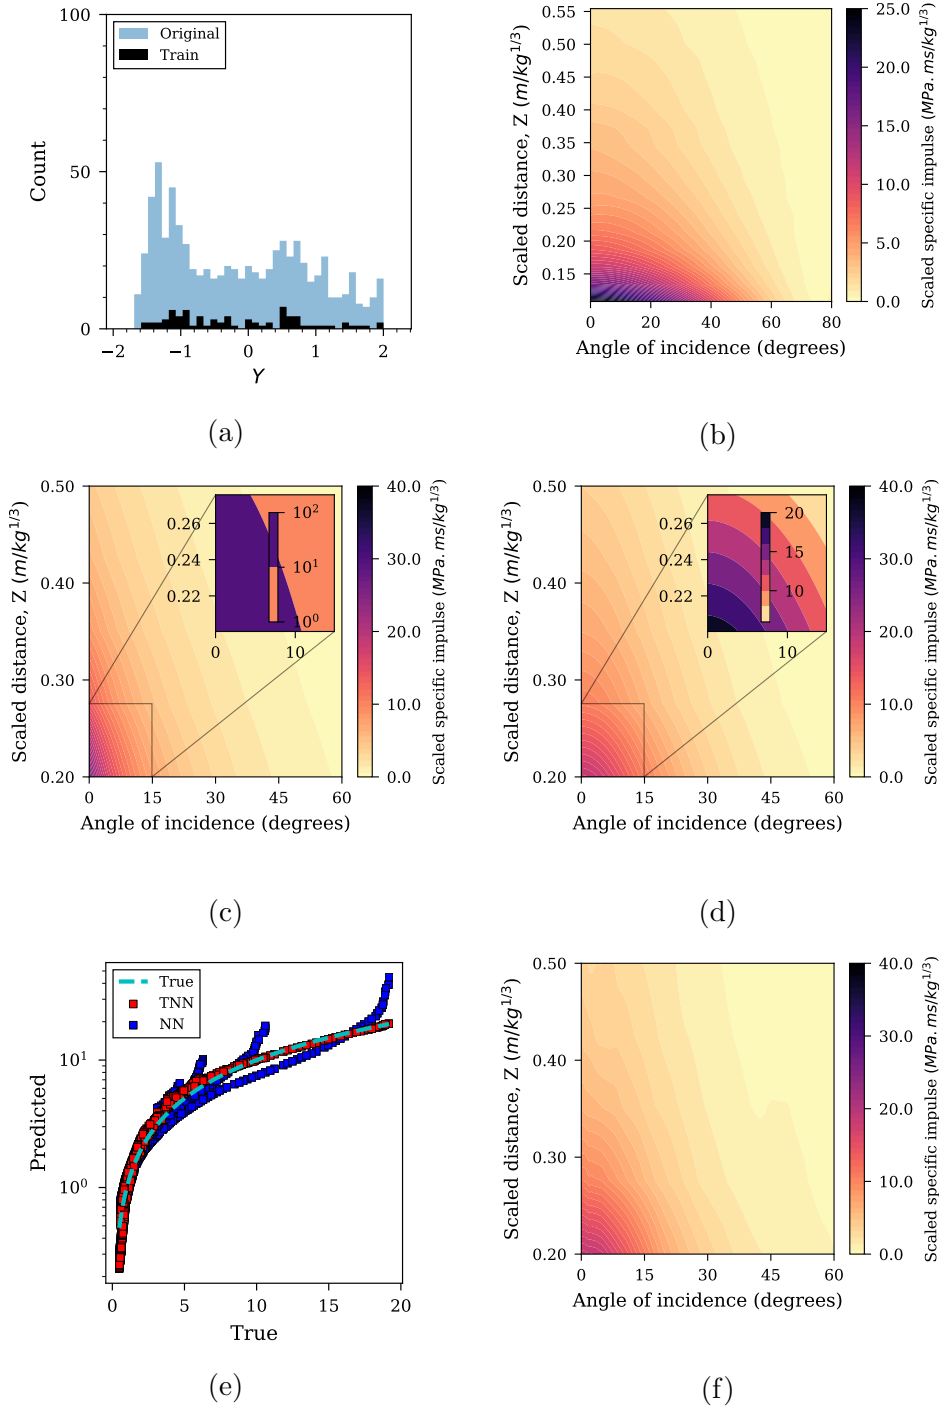 Original
Train
100
50
0
Count
−2 −1 0 1 2
Y
(a)
0.55
0.50
0.45
0.40
0.35
0.30
0.25
0.20
0.15
Scaled distance, Z (m/kg^{1/3})
0 20 40 60 80
Angle of incidence (degrees)
25.0
20.0
15.0
10.0
5.0
0.0
Scaled specific impulse (MPa.ms/kg^{1/3})
(b)
0.50
0.40
0.30
0.20
Scaled distance, Z (m/kg^{1/3})
0.26
0.24
0.22
0 10
10^2
10^1
10^0
0 15 30 45 60
Angle of incidence (degrees)
40.0
30.0
20.0
10.0
0.0
Scaled specific impulse (MPa.ms/kg^{1/3})
(c)
0.50
0.40
0.30
0.20
Scaled distance, Z (m/kg^{1/3})
0.26
0.24
0.22
0 10
20
15
10
0 15 30 45 60
Angle of incidence (degrees)
40.0
30.0
20.0
10.0
0.0
Scaled specific impulse (MPa.ms/kg^{1/3})
(d)
True
TNN
NN
10^1
10^0
Predicted
0 5 10 15 20
True
(e)
0.50
0.40
0.30
0.20
Scaled distance, Z (m/kg^{1/3})
0 15 30 45 60
Angle of incidence (degrees)
40.0
30.0
20.0
10.0
0.0
Scaled specific impulse (MPa.ms/kg^{1/3})
(f)